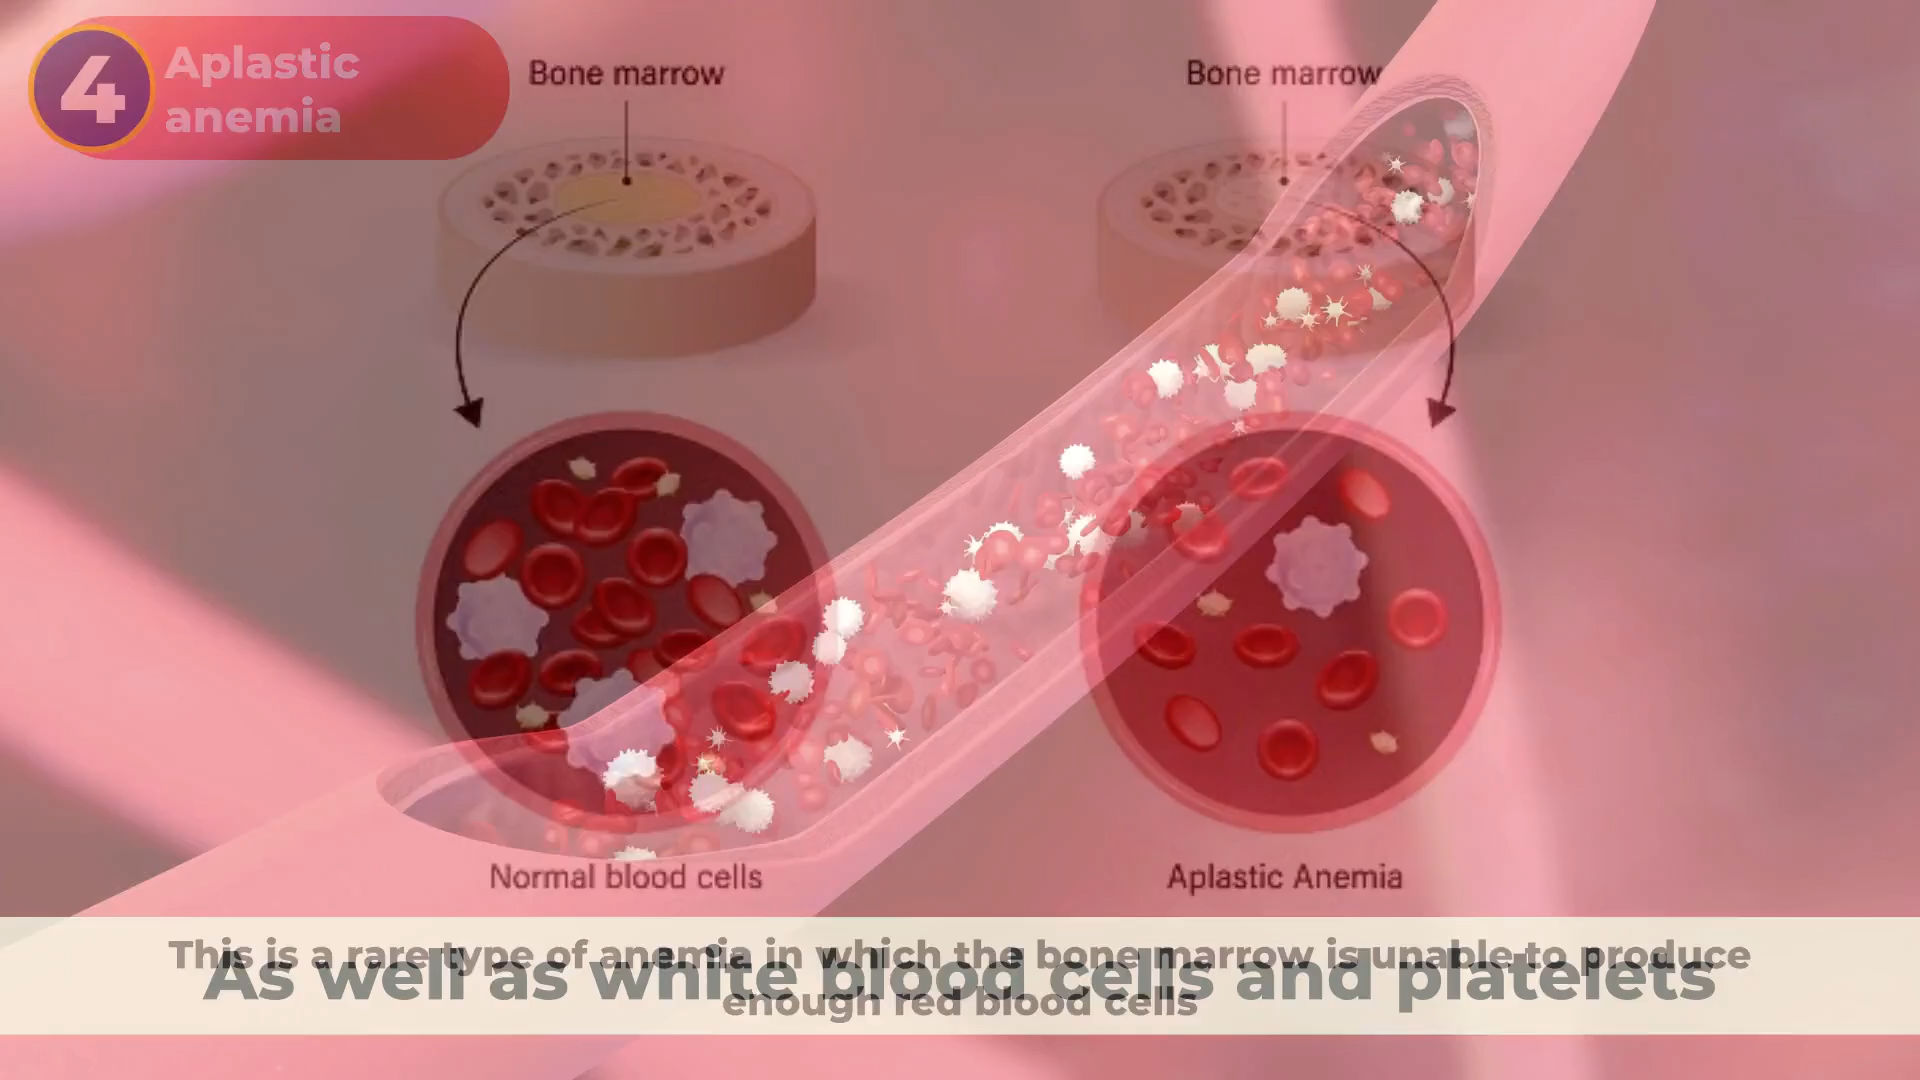 4
Aplastic
anemia
Bone marrow
Bone marrow
Normal blood cells
Aplastic Anemia
This is a rare type of anemia in which the bone marrow is unable to produce
enough red blood cells
As well as white blood cells and platelets